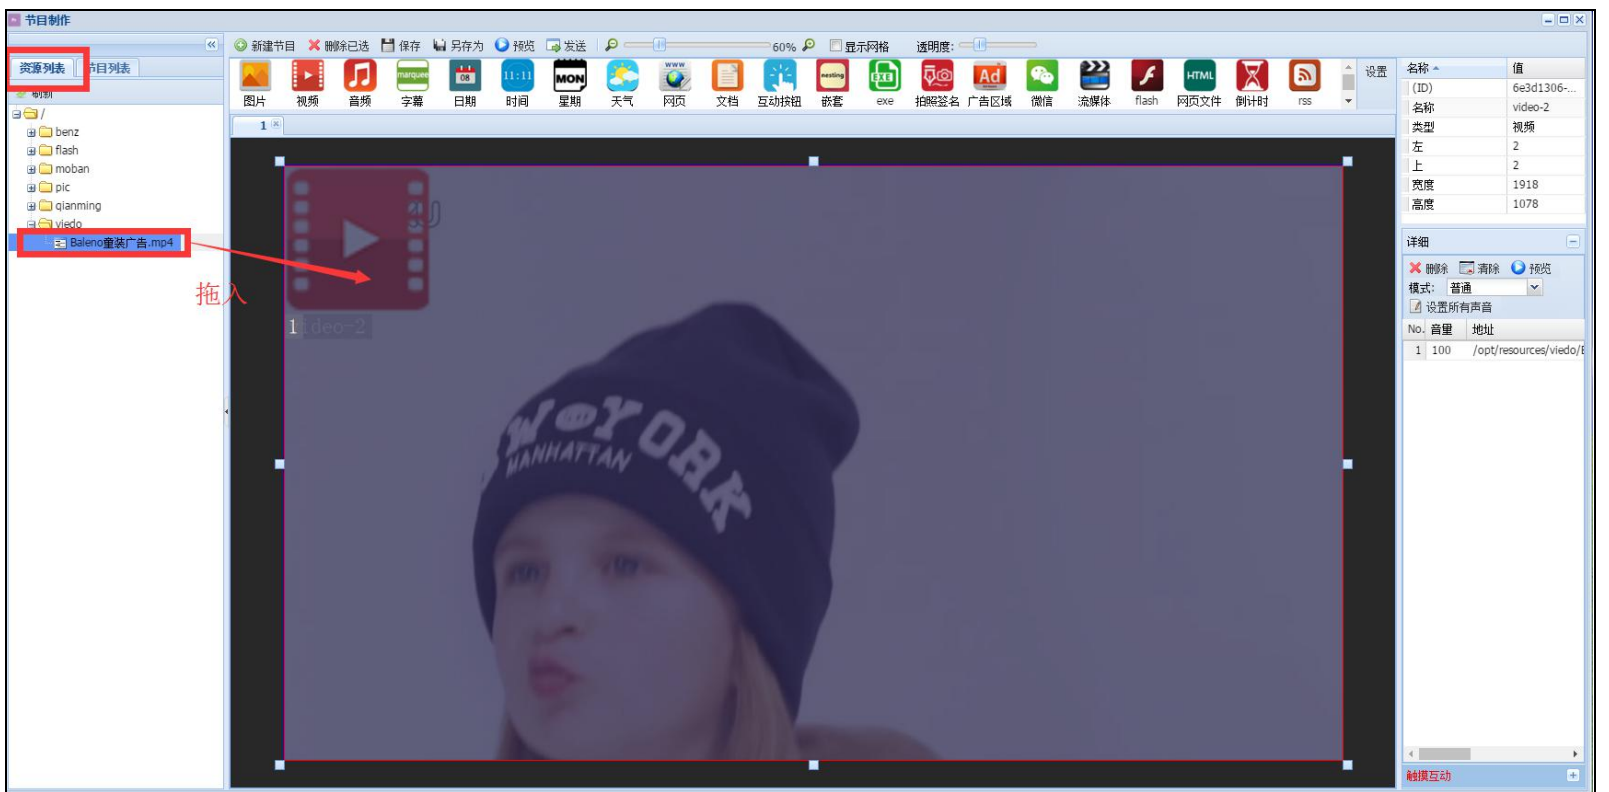 节目制作
新建节目 删除已选 保存 另存为 预览 发送 60% 显示网格 透明度:
资源列表 节目列表
刷新
/
benz
flash
moban
pic
qianming
viedo
Baleno童装广告.mp4
拖入
marquee 08 11:11 MON WWW nesting EXE Ad HTML
图片 视频 音频 字幕 日期 时间 星期 天气 网页 文档 互动按钮 嵌套 exe 拍照签名 广告区域 微信 流媒体 flash 网页文件 倒计时 rss
设置
1
1
video-2
NEW YORK
MANHATTAN
名称 值
(ID) 6e3d1306-...
名称 video-2
类型 视频
左 2
上 2
宽度 1918
高度 1078
详细
删除 清除 预览
模式: 普通
设置所有声音
No. 音量 地址
1 100 /opt/resources/viedo/
触摸互动